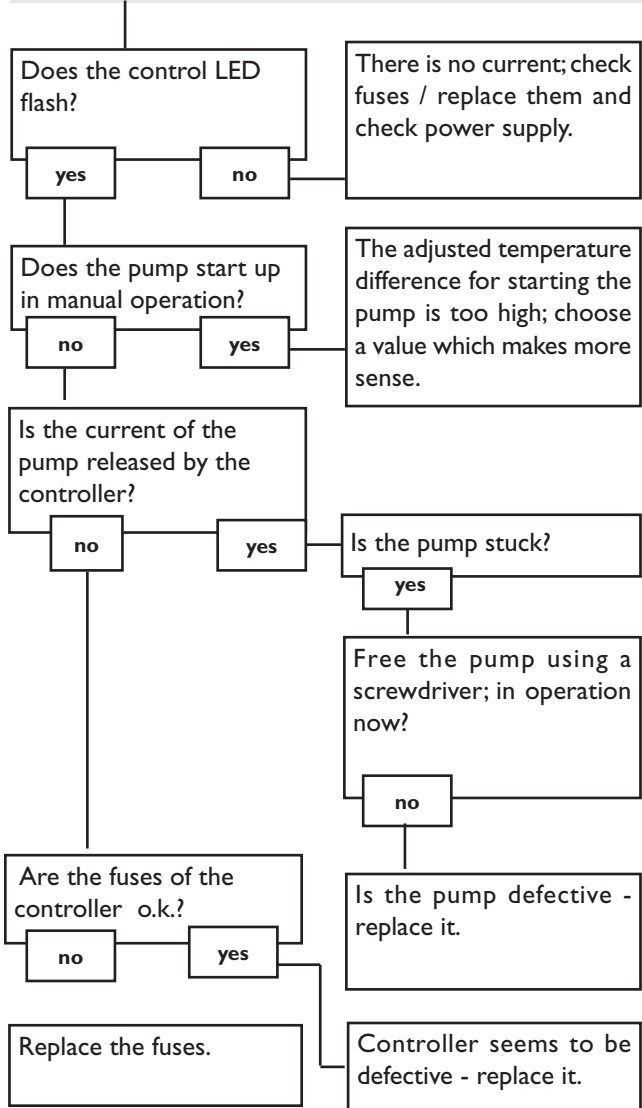 Does the control LED
flash?
yes
no
There is no current; check
fuses / replace them and
check power supply.
Does the pump start up
in manual operation?
no
yes
The adjusted temperature
difference for starting the
pump is too high; choose
a value which makes more
sense.
Is the current of the
pump released by the
controller?
no
yes
Is the pump stuck?
yes
Free the pump using a
screwdriver; in operation
now?
no
Is the pump defective -
replace it.
Are the fuses of the
controller o.k.?
no
yes
Replace the fuses.
Controller seems to be
defective - replace it.